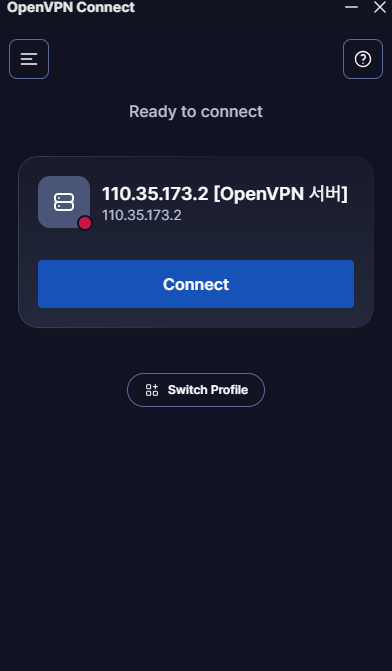 OpenVPN Connect
Ready to connect
110.35.173.2 [OpenVPN 서버]
110.35.173.2
Connect
Switch Profile